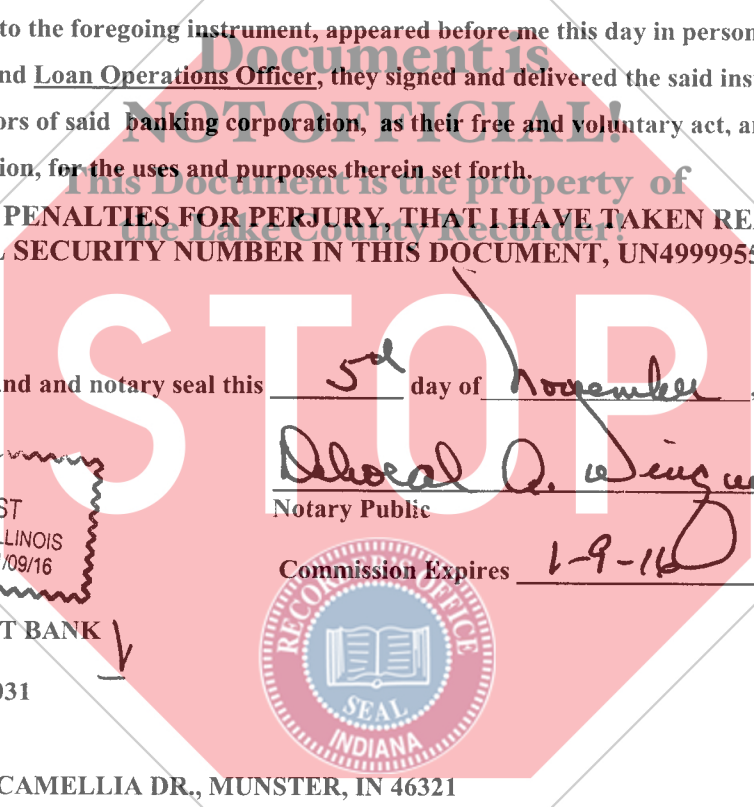 to the foregoing instrument, appeared before me this day in person
Document is
nd Loan Operations Officer, they signed and delivered the said ins
NOT OFFICIAL!
ors of said banking corporation, as their free and voluntary act, a
ion, for the uses and purposes therein set forth.
This Document is the property of
PENALTIES FOR PERJURY, THAT I HAVE TAKEN RE
the Lake County Recorder!
SECURITY NUMBER IN THIS DOCUMENT, UN499995
STOP
nd and notary seal this 5th day of November,
Deborah A.
Notary Public
ST
LLINOIS
/09/16
Commission Expires 1-9-16
T BANK
031
RECORDER'S OFFICE
SEAL
INDIANA
CAMELLIA DR., MUNSTER, IN 46321